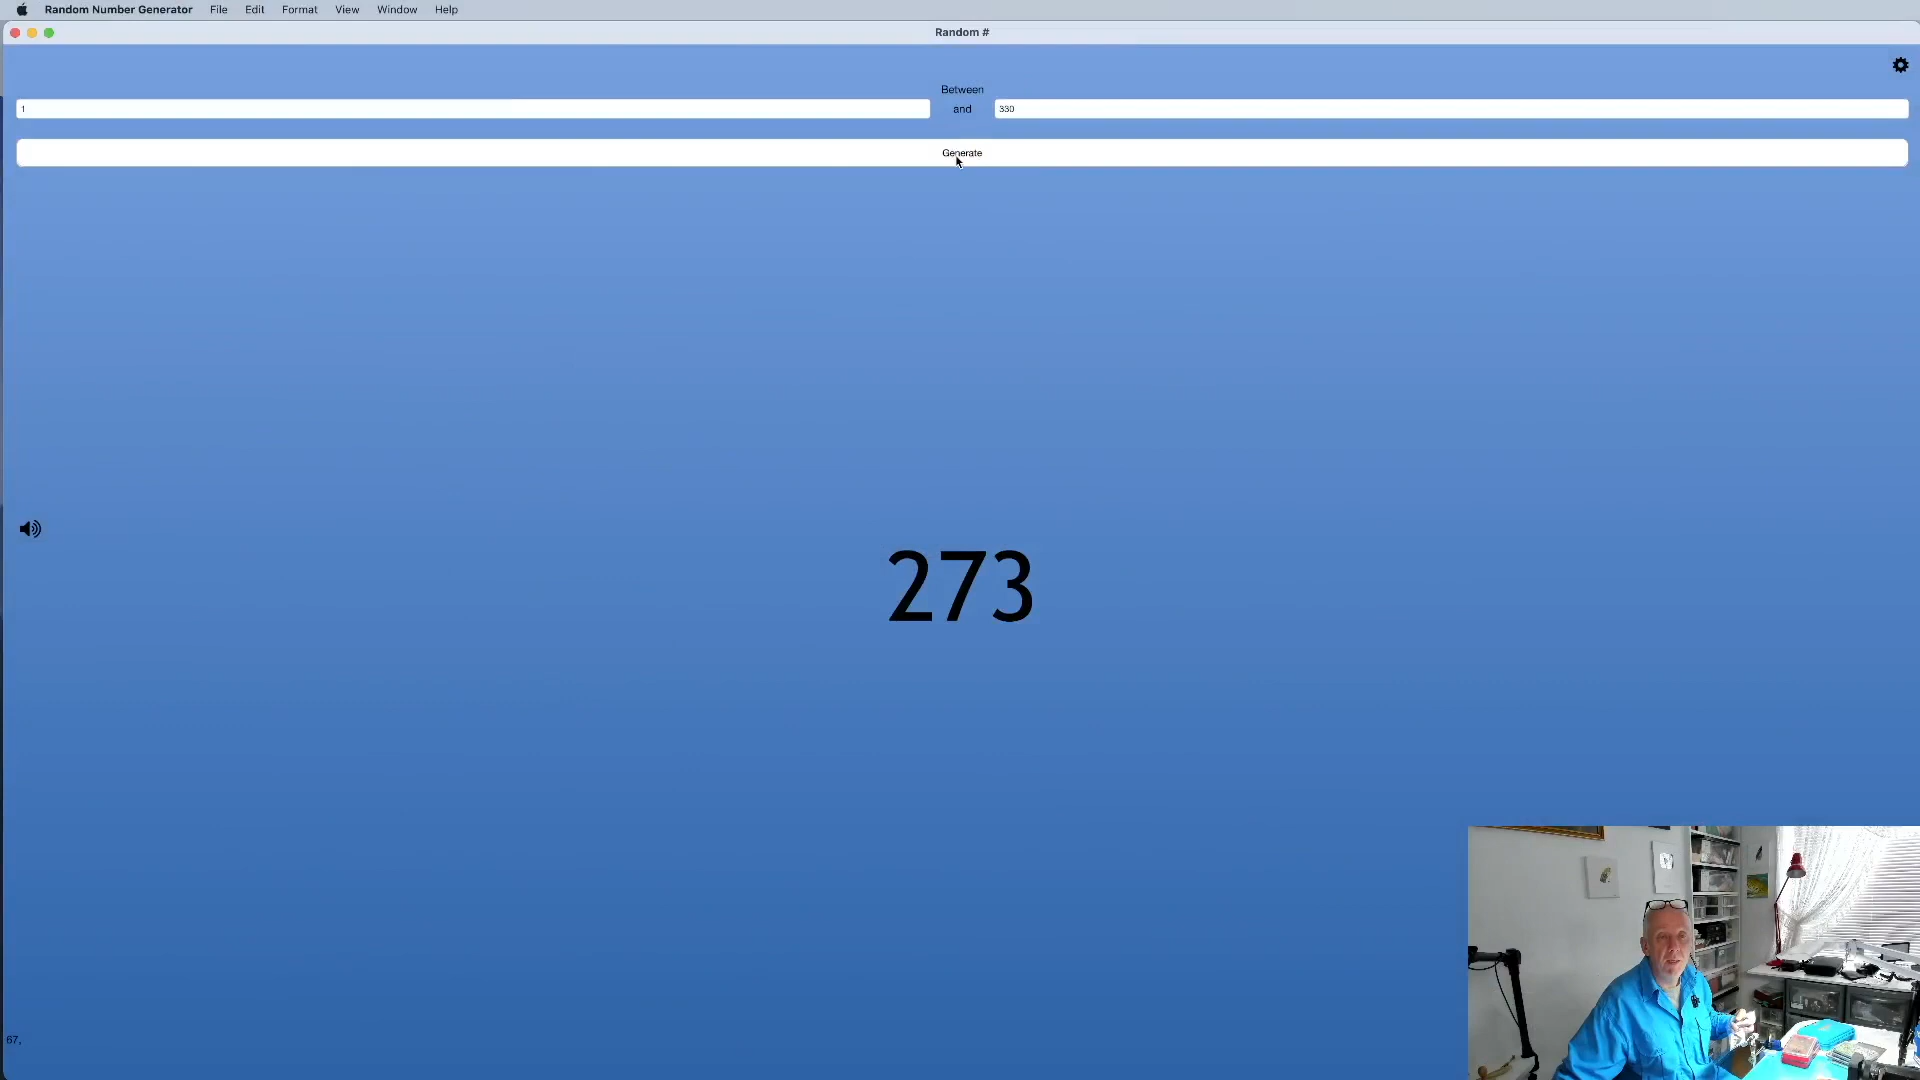 Random Number Generator File Edit Format View Window Help
Random #
Between
1 and 330
Generate
273
67,